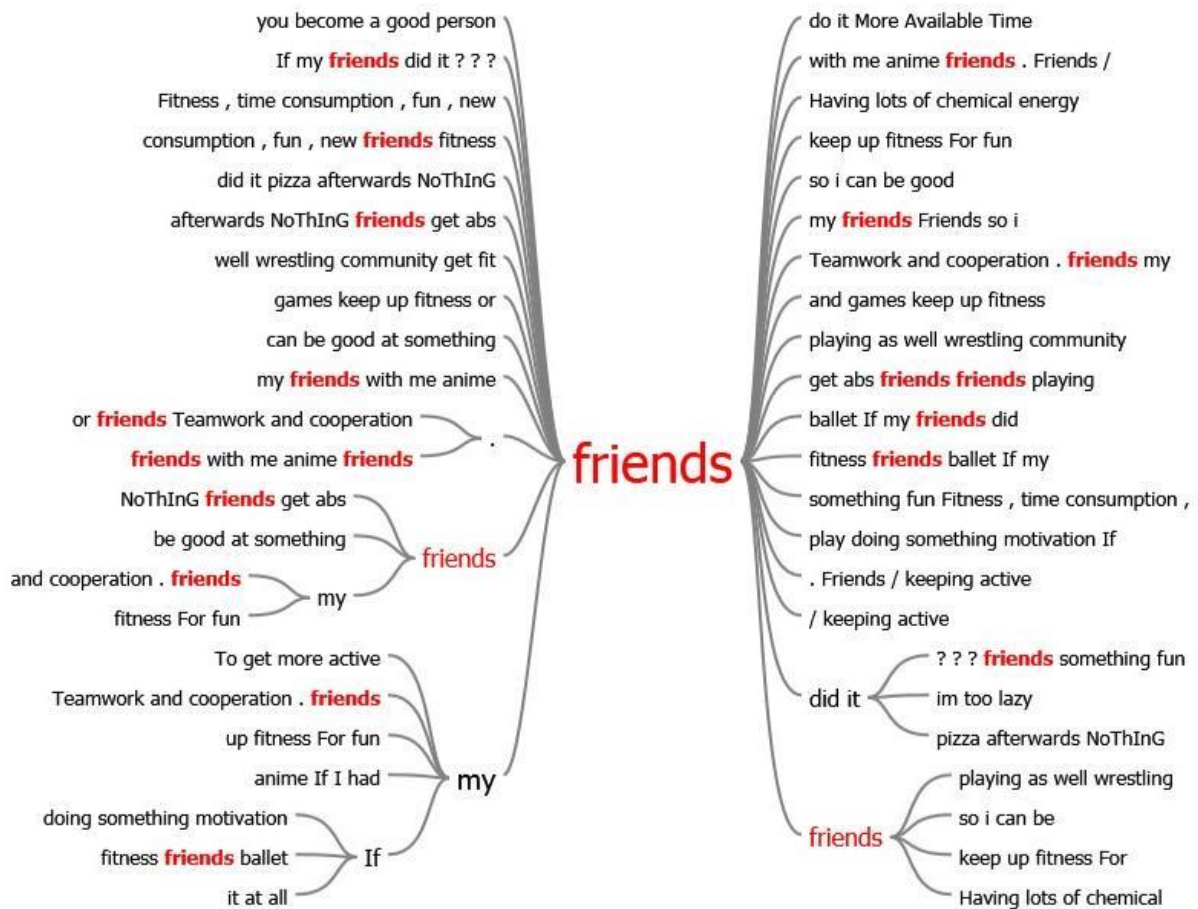 you become a good person
If my friends did it ? ? ?
Fitness , time consumption , fun , new
consumption , fun , new friends fitness
did it pizza afterwards NoThInG
afterwards NoThInG friends get abs
well wrestling community get fit
games keep up fitness or
can be good at something
my friends with me anime
or friends Teamwork and cooperation
friends with me anime friends
.
NoThInG friends get abs
be good at something
and cooperation . friends
fitness For fun
my
friends
To get more active
Teamwork and cooperation . friends
up fitness For fun
anime If I had
doing something motivation
fitness friends ballet
it at all
If
my
friends
do it More Available Time
with me anime friends . Friends /
Having lots of chemical energy
keep up fitness For fun
so i can be good
my friends Friends so i
Teamwork and cooperation . friends my
and games keep up fitness
playing as well wrestling community
get abs friends friends playing
ballet If my friends did
fitness friends ballet If my
something fun Fitness , time consumption ,
play doing something motivation If
. Friends / keeping active
/ keeping active
did it
? ? ? friends something fun
im too lazy
pizza afterwards NoThInG
friends
playing as well wrestling
so i can be
keep up fitness For
Having lots of chemical